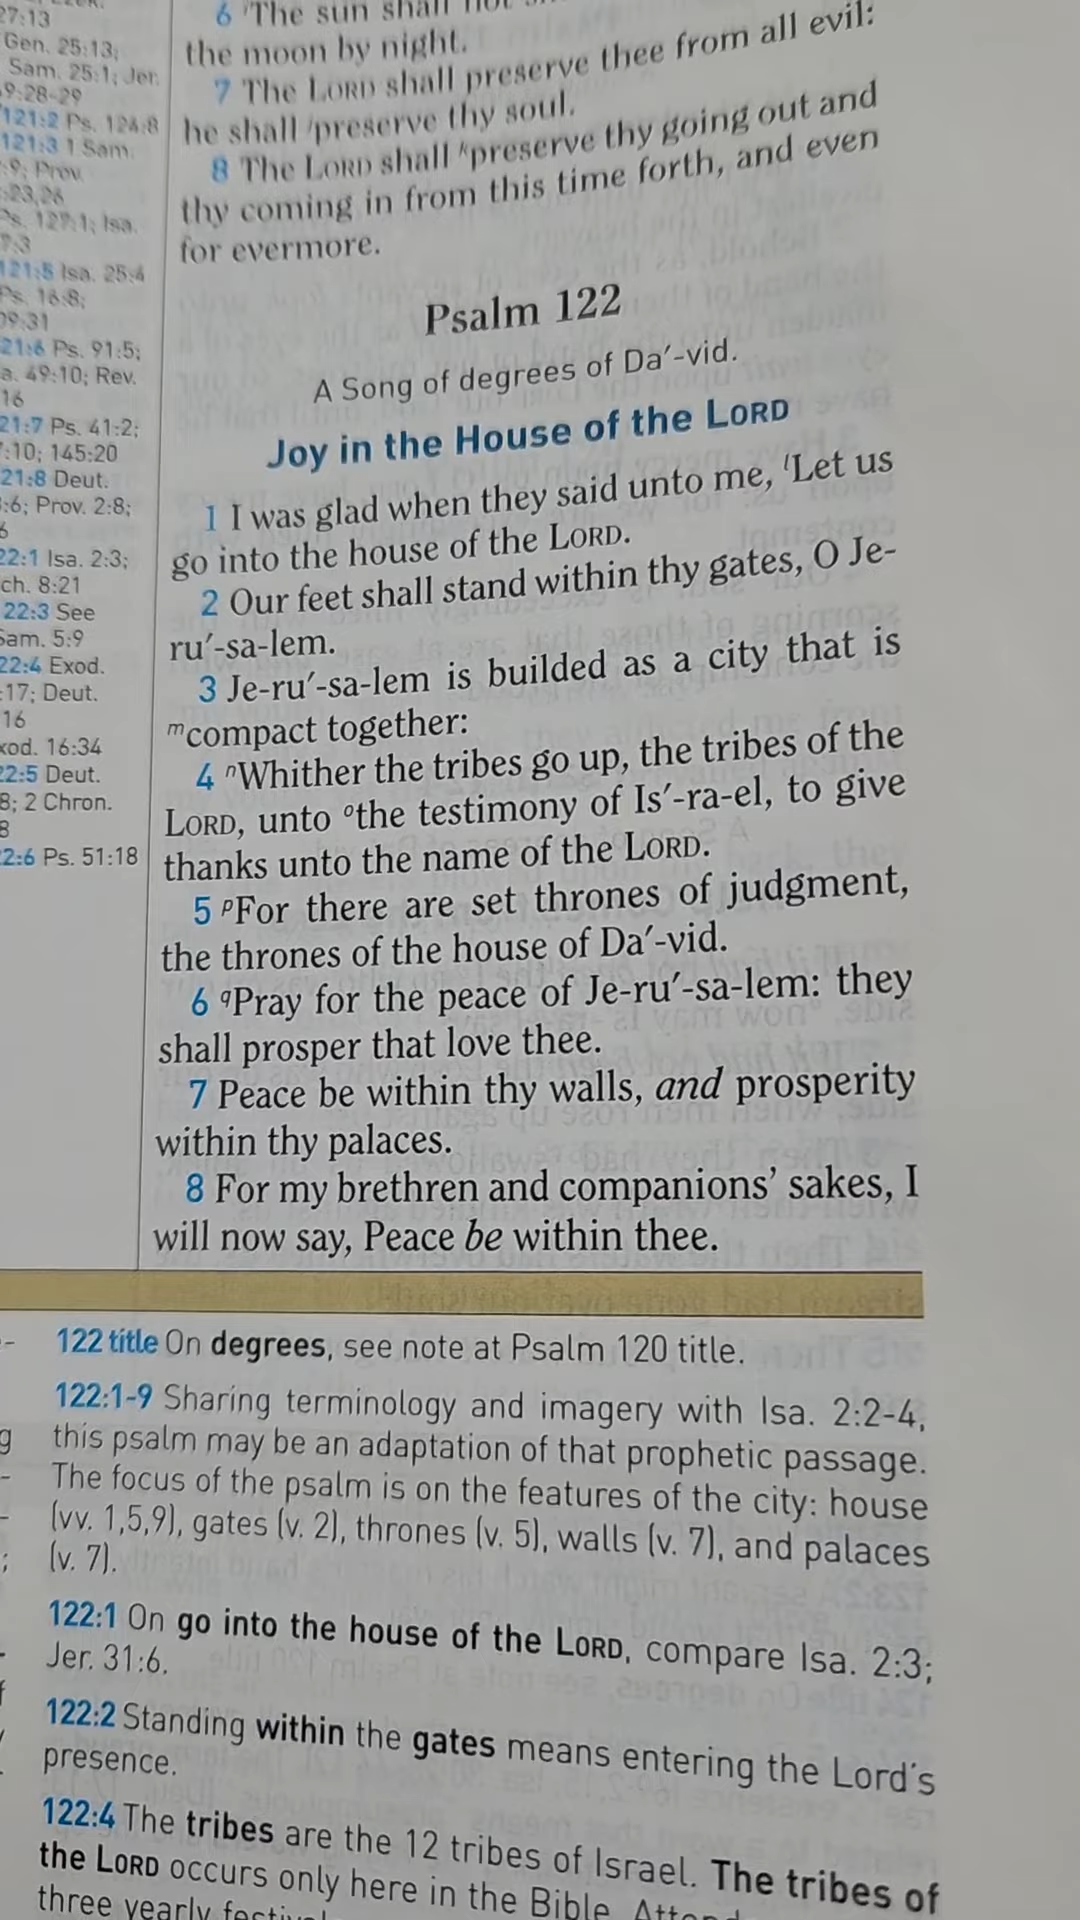 27:13
Gen. 25:13;
Sam. 25:1; Jer.
9:28-29
121:2 Ps. 124:8
121:3 1 Sam.
:9; Prov.
:23,26
Ps. 127:1; Isa.
7:3
121:5 Isa. 25:4
Ps. 16:8;
09:31
21:6 Ps. 91:5;
a. 49:10; Rev.
16
21:7 Ps. 41:2;
:10; 145:20
21:8 Deut.
:6; Prov. 2:8;
6
22:1 Isa. 2:3;
ch. 8:21
22:3 See
Sam. 5:9
22:4 Exod.
:17; Deut.
16
xod. 16:34
22:5 Deut.
8; 2 Chron.
8
2:6 Ps. 51:18
6 The sun shall not
the moon by night.
7 The LORD shall preserve thee from all evil:
he shall jpreserve thy soul.
8 The LORD shall kpreserve thy going out and
thy coming in from this time forth, and even
for evermore.
Psalm 122
A Song of degrees of Da′-vid.
Joy in the House of the LORD
1 I was glad when they said unto me, lLet us
go into the house of the LORD.
2 Our feet shall stand within thy gates, O Je-
ru′-sa-lem.
3 Je-ru′-sa-lem is builded as a city that is
mcompact together:
4 nWhither the tribes go up, the tribes of the
LORD, unto othe testimony of Is′-ra-el, to give
thanks unto the name of the LORD.
5 pFor there are set thrones of judgment,
the thrones of the house of Da′-vid.
6 qPray for the peace of Je-ru′-sa-lem: they
shall prosper that love thee.
7 Peace be within thy walls, and prosperity
within thy palaces.
8 For my brethren and companions’ sakes, I
will now say, Peace be within thee.
122 title On degrees, see note at Psalm 120 title.
122:1-9 Sharing terminology and imagery with Isa. 2:2-4,
this psalm may be an adaptation of that prophetic passage.
The focus of the psalm is on the features of the city: house
(vv. 1,5,9), gates (v. 2), thrones (v. 5), walls (v. 7), and palaces
(v. 7).
122:1 On go into the house of the LORD, compare Isa. 2:3;
Jer. 31:6.
122:2 Standing within the gates means entering the Lord's
presence.
122:4 The tribes are the 12 tribes of Israel. The tribes of
the LORD occurs only here in the Bible.
three yearly